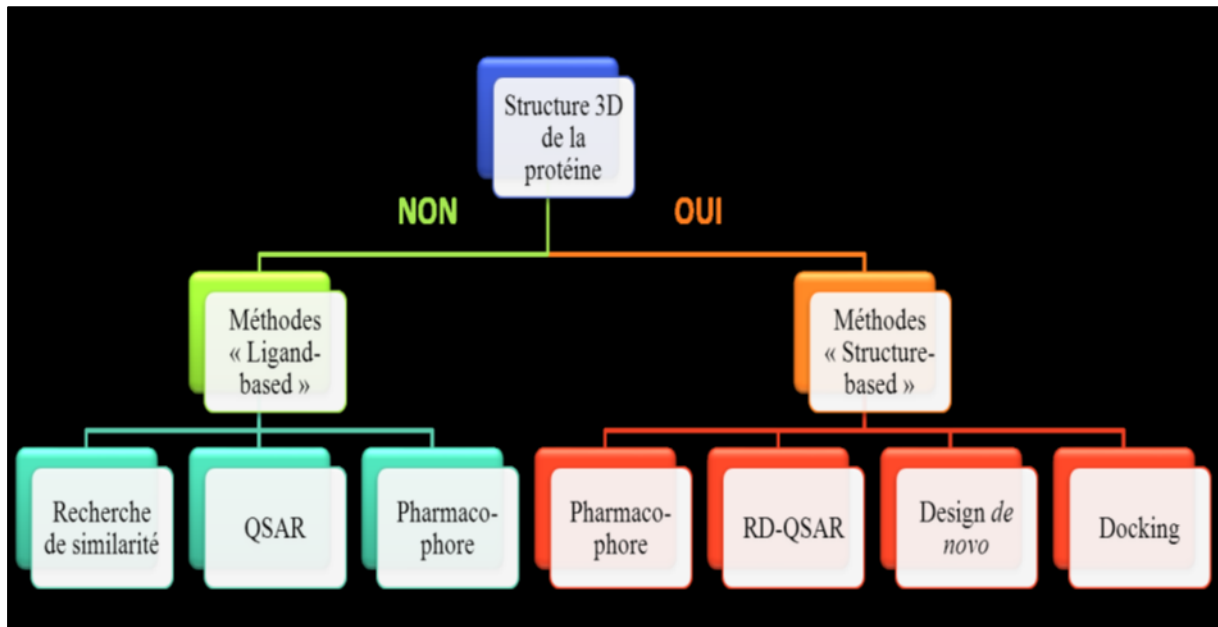 Structure 3D
de la
protéine
NON
OUI
Méthodes
« Ligand-
based »
Méthodes
« Structure-
based »
Recherche
de similarité
QSAR
Pharmaco-
phore
Pharmaco-
phore
RD-QSAR
Design de
novo
Docking